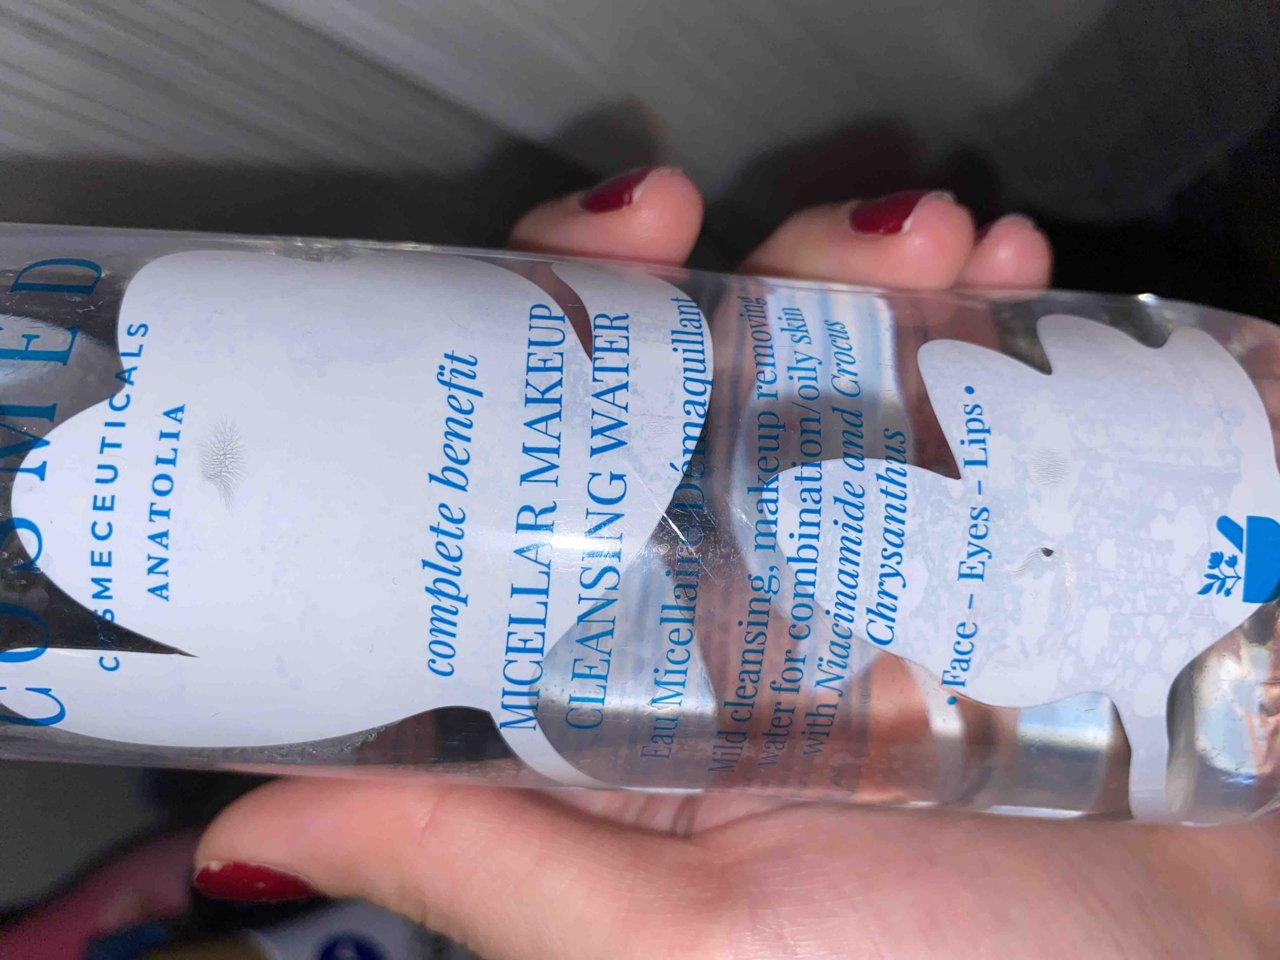 COSMED
COSMECEUTICALS
ANATOLIA
complete benefit
MICELLAR MAKEUP
CLEANSING WATER
Eau Micellaire Démaquillant
Mild cleansing, makeup removing
water for combination/oily skin
with Niacinamide and Crocus
Chrysanthus
• Face – Eyes – Lips •